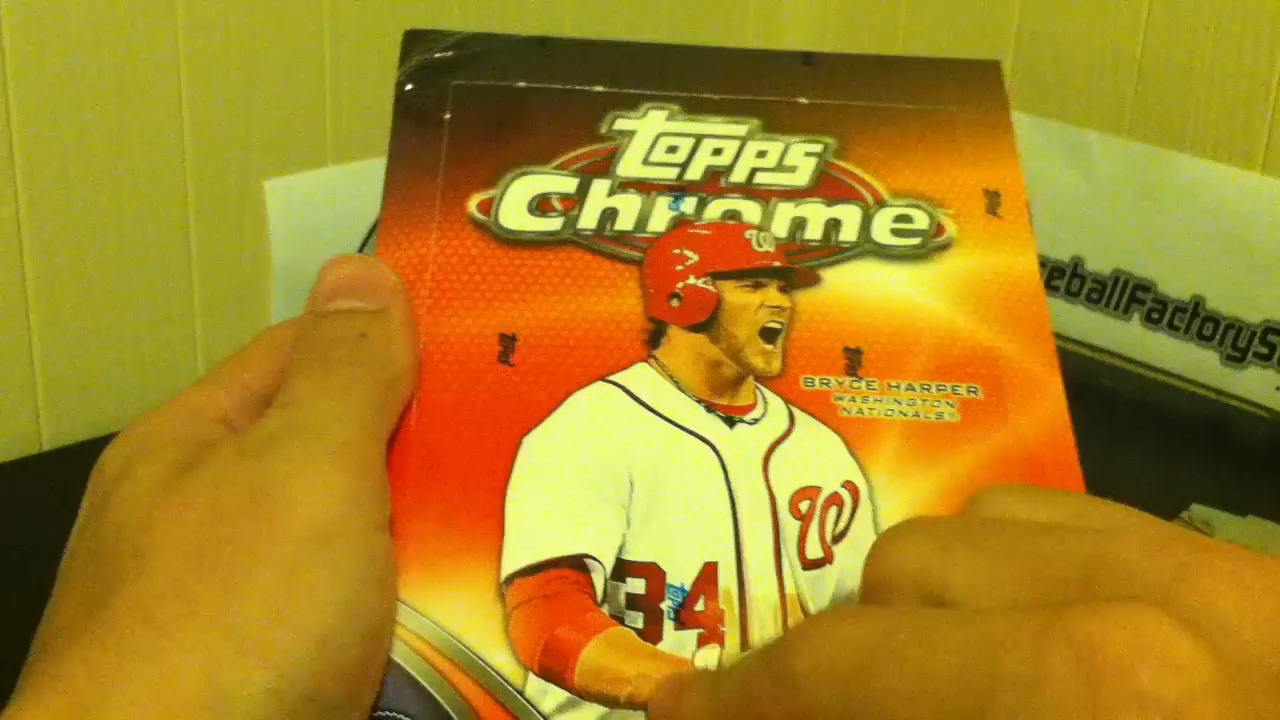 topps
Chrome
W
BRYCE HARPER
WASHINGTON
NATIONALS
W
34